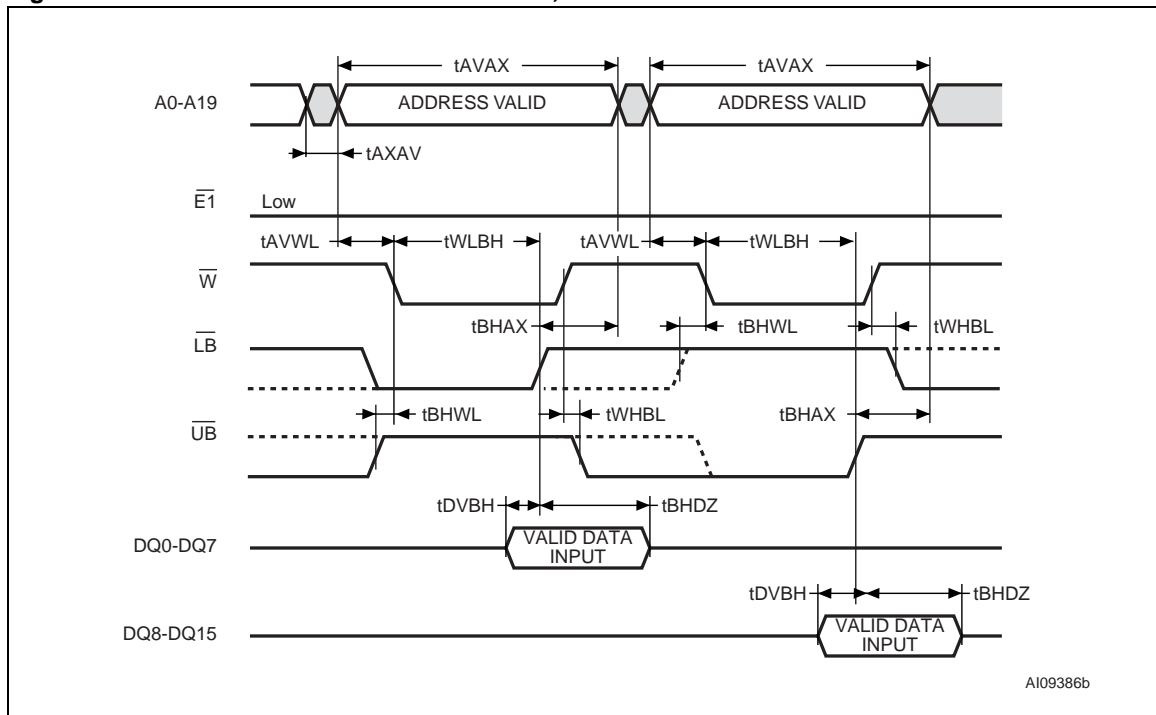 tAVAX tAVAX
A0-A19 ADDRESS VALID ADDRESS VALID
tAXAV
E1 Low
tAVWL tWLBH tAVWL tWLBH
W
tBHAX tBHWL tWHBL
LB
tBHWL tWHBL tBHAX
UB
tDVBH tBHDZ
DQ0-DQ7 VALID DATA
INPUT
tDVBH tBHDZ
DQ8-DQ15 VALID DATA
INPUT
AI09386b